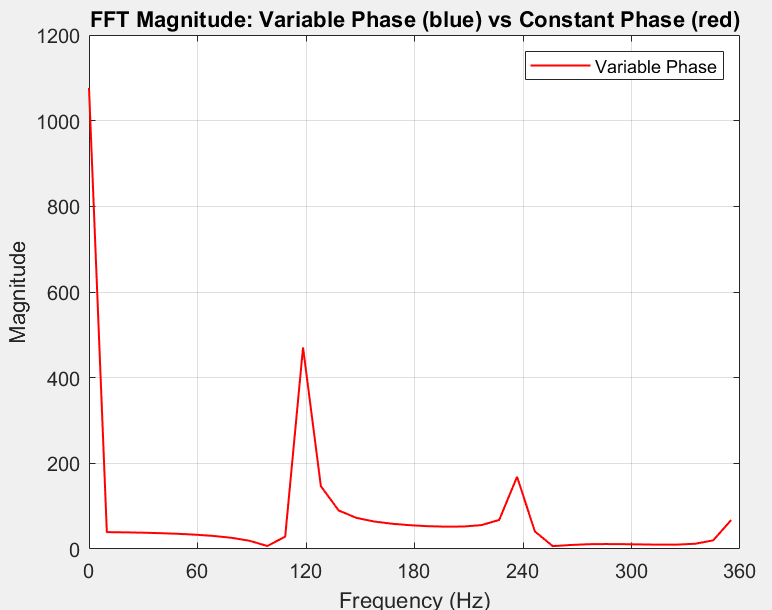 FFT Magnitude: Variable Phase (blue) vs Constant Phase (red)
Variable Phase
1200
1000
800
600
400
200
0
Magnitude
0 60 120 180 240 300 360
Frequency (Hz)